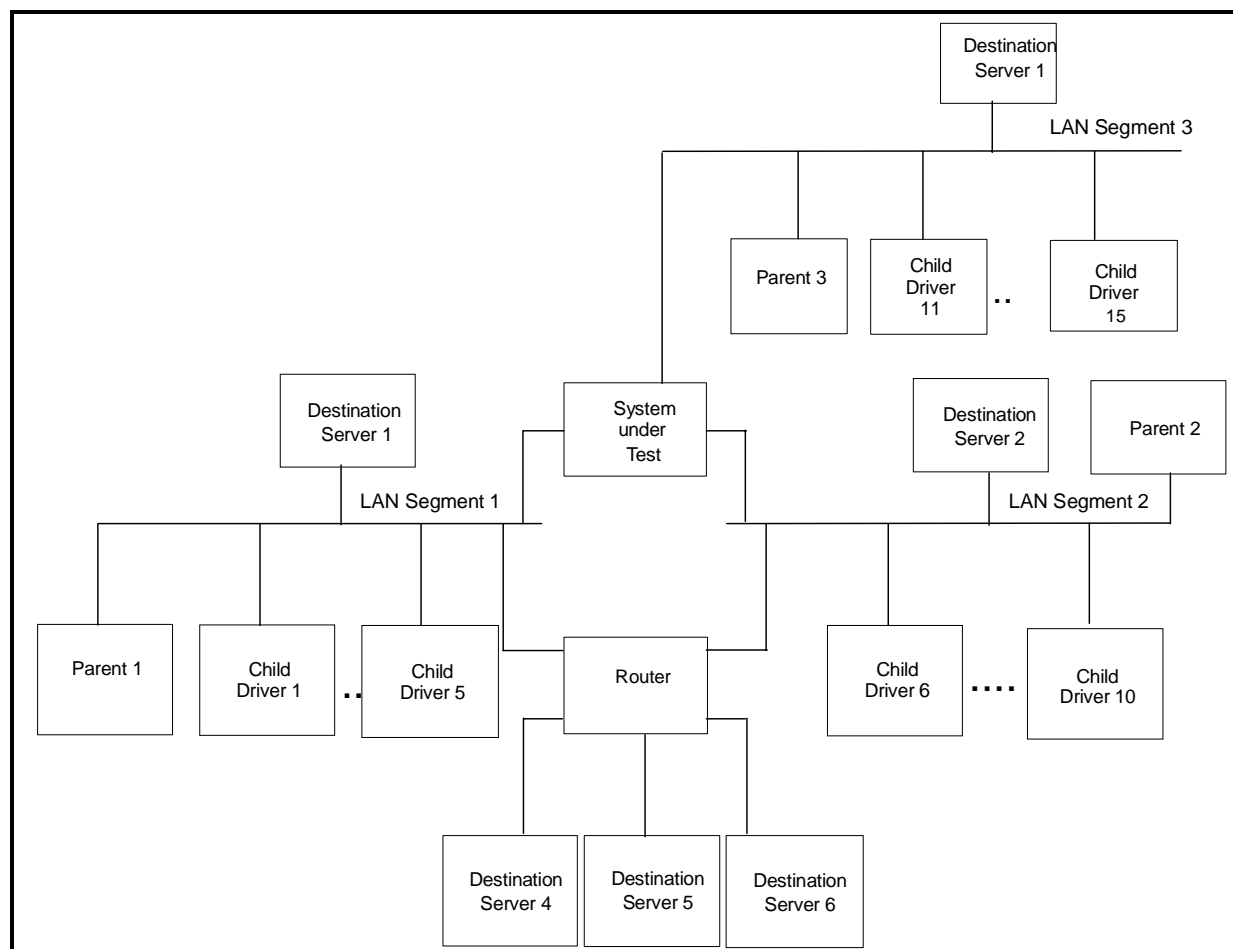 Destination
Server 1
LAN Segment 3
Parent 3
Child
Driver
11
..
Child
Driver
15
Destination
Server 1
System
under
Test
Destination
Server 2
Parent 2
LAN Segment 1
LAN Segment 2
Parent 1
Child
Driver 1
..
Child
Driver 5
Router
Child
Driver 6
....
Child
Driver 10
Destination
Server 4
Destination
Server 5
Destination
Server 6